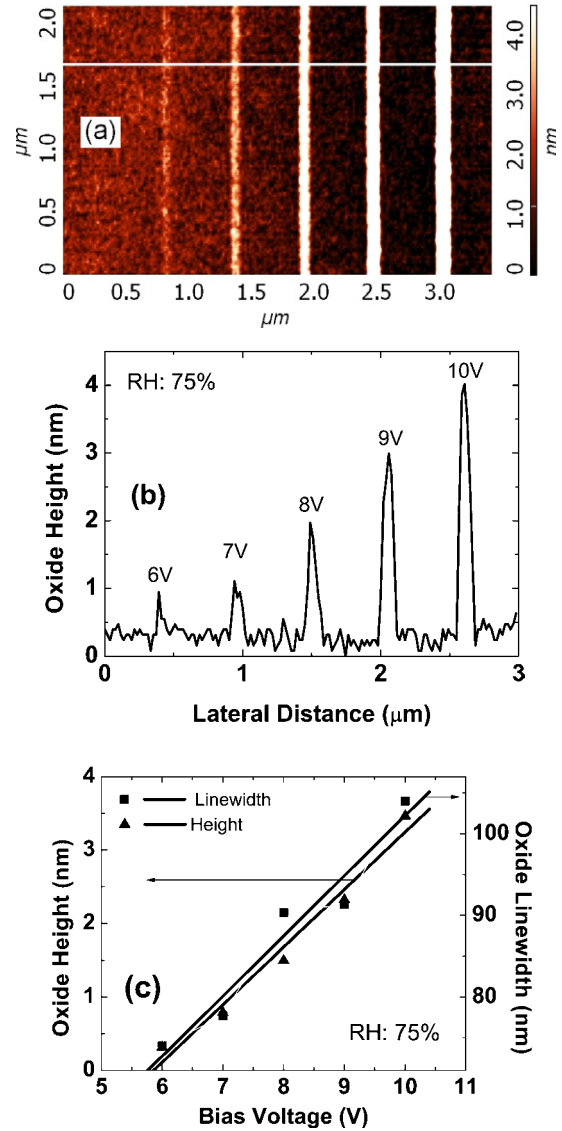 2.0
1.5
1.0
0.5
0
μm
(a)
4.0
3.0
2.0
1.0
0
nm
0 0.5 1.0 1.5 2.0 2.5 3.0
μm
RH: 75%
(b)
6V
7V
8V
9V
10V
4
3
2
1
0
Oxide Height (nm)
0 1 2 3
Lateral Distance (μm)
Linewidth
Height
(c)
RH: 75%
4
3
2
1
0
Oxide Height (nm)
100
90
80
Oxide Linewidth
(nm)
5 6 7 8 9 10 11
Bias Voltage (V)